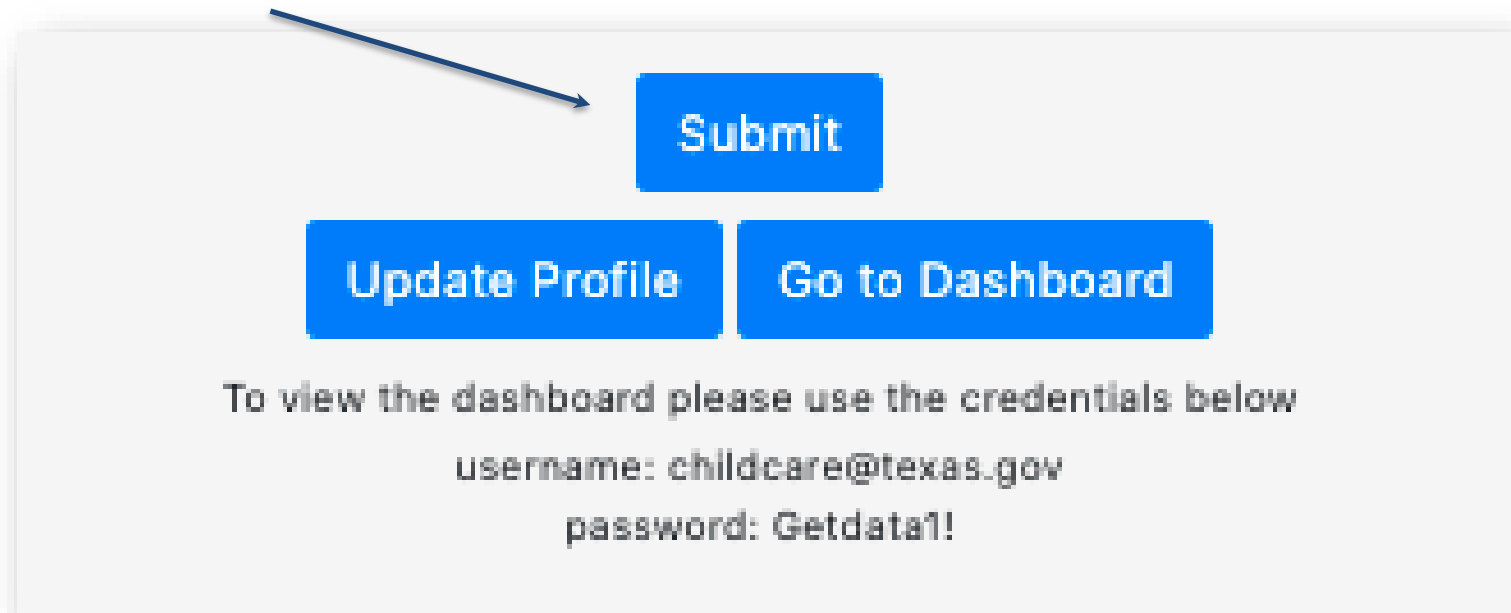 Submit
Update Profile Go to Dashboard
To view the dashboard please use the credentials below
username: childcare@texas.gov
password: Getdata1!